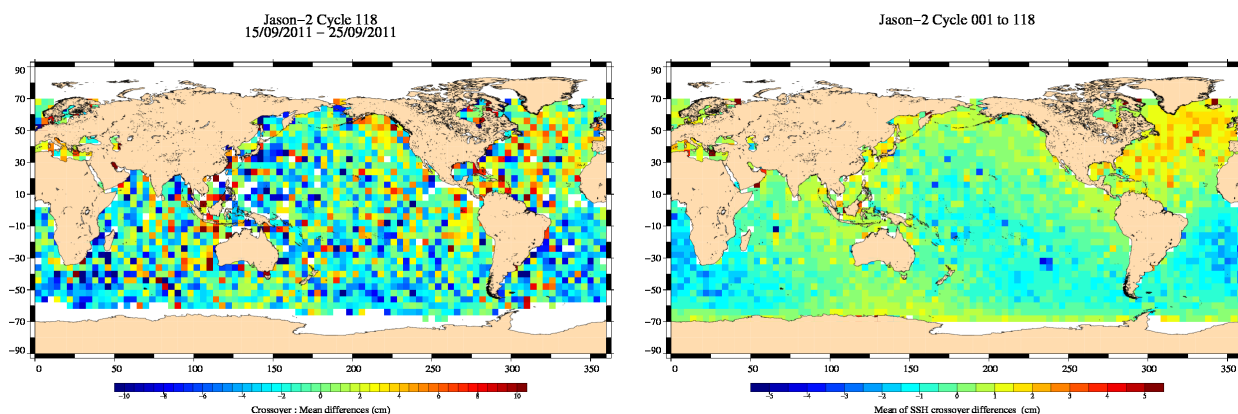 Jason-2 Cycle 118
15/09/2011 - 25/09/2011
90
70
50
30
10
-10
-30
-50
-70
-90
0 50 100 150 200 250 300 350
-10 -8 -6 -4 -2 0 2 4 6 8 10
Crossover : Mean differences (cm)
Jason-2 Cycle 001 to 118
90
70
50
30
10
-10
-30
-50
-70
-90
0 50 100 150 200 250 300 350
-5 -4 -3 -2 -1 0 1 2 3 4 5
Mean of SSH crossover differences (cm)